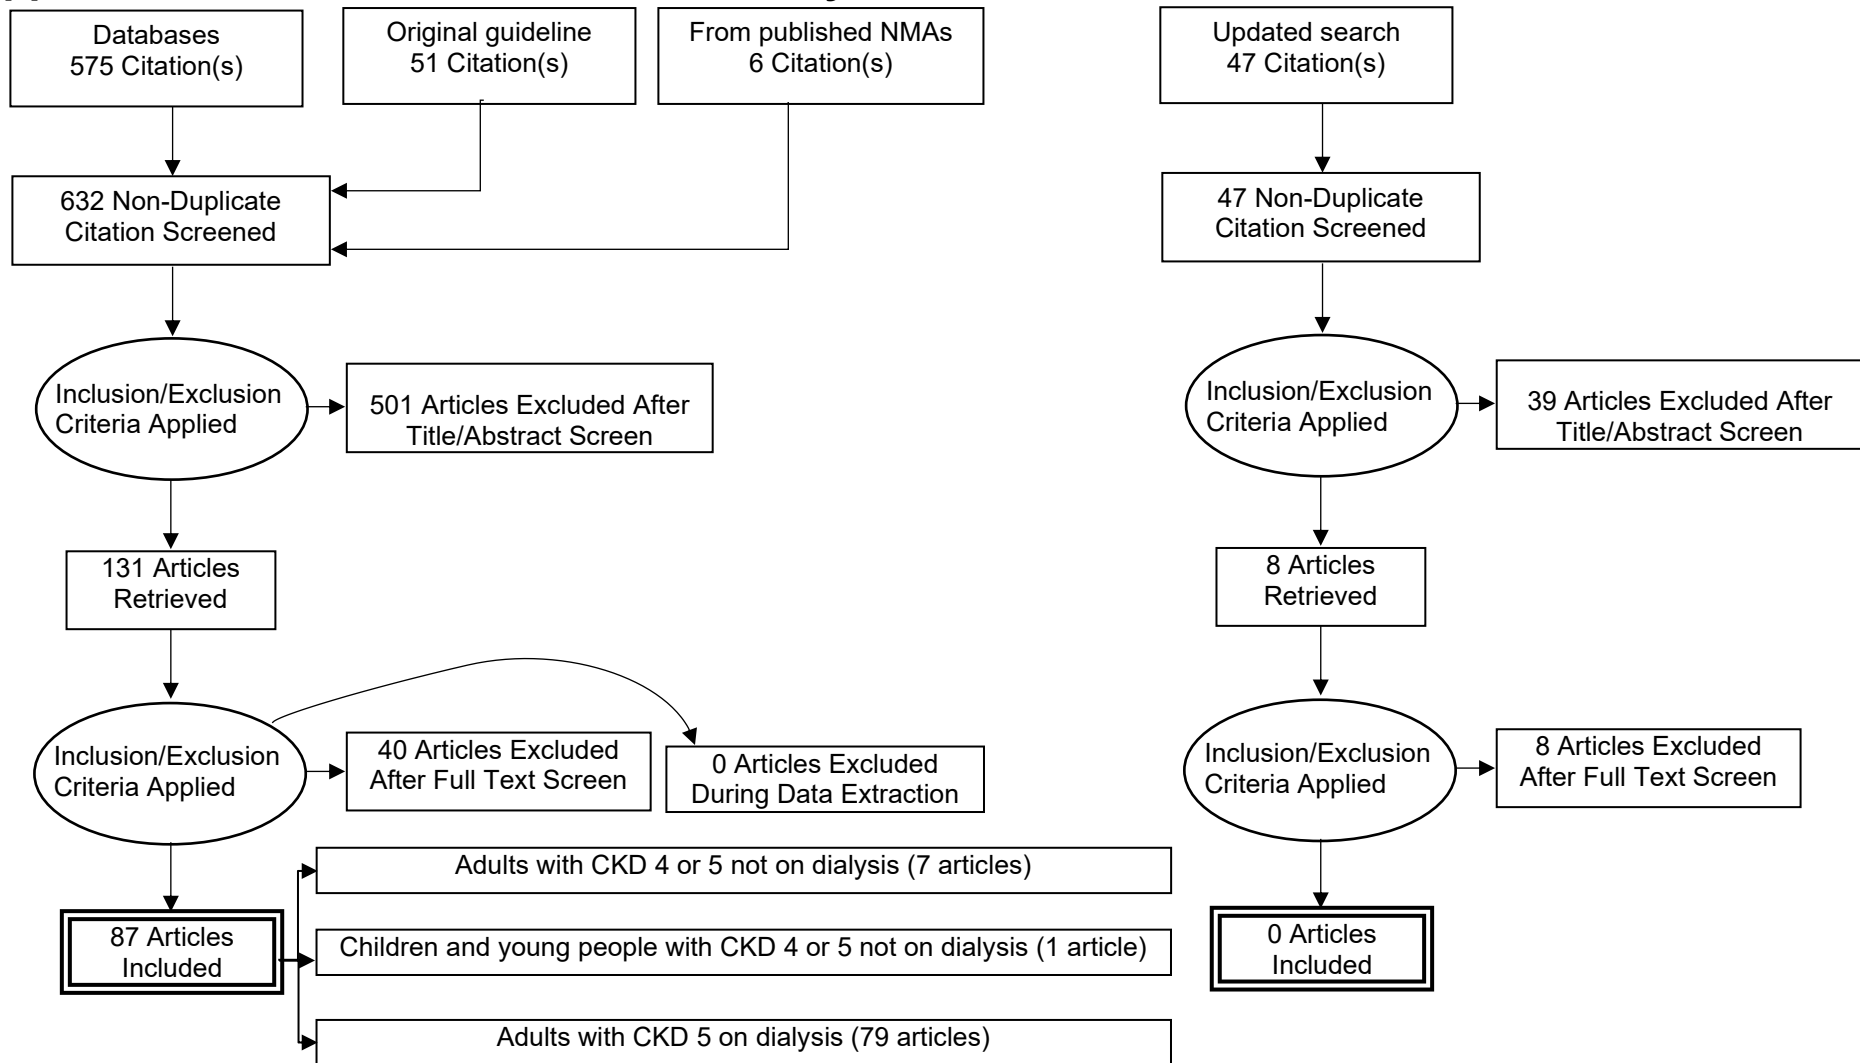 Databases
575 Citation(s)
Original guideline
51 Citation(s)
From published NMAs
6 Citation(s)
632 Non-Duplicate
Citation Screened
Inclusion/Exclusion
Criteria Applied
501 Articles Excluded After
Title/Abstract Screen
131 Articles
Retrieved
Inclusion/Exclusion
Criteria Applied
40 Articles Excluded
After Full Text Screen
0 Articles Excluded
During Data Extraction
87 Articles
Included
Adults with CKD 4 or 5 not on dialysis (7 articles)
Children and young people with CKD 4 or 5 not on dialysis (1 article)
Adults with CKD 5 on dialysis (79 articles)
Updated search
47 Citation(s)
47 Non-Duplicate
Citation Screened
Inclusion/Exclusion
Criteria Applied
39 Articles Excluded After
Title/Abstract Screen
8 Articles
Retrieved
Inclusion/Exclusion
Criteria Applied
8 Articles Excluded
After Full Text Screen
0 Articles
Included